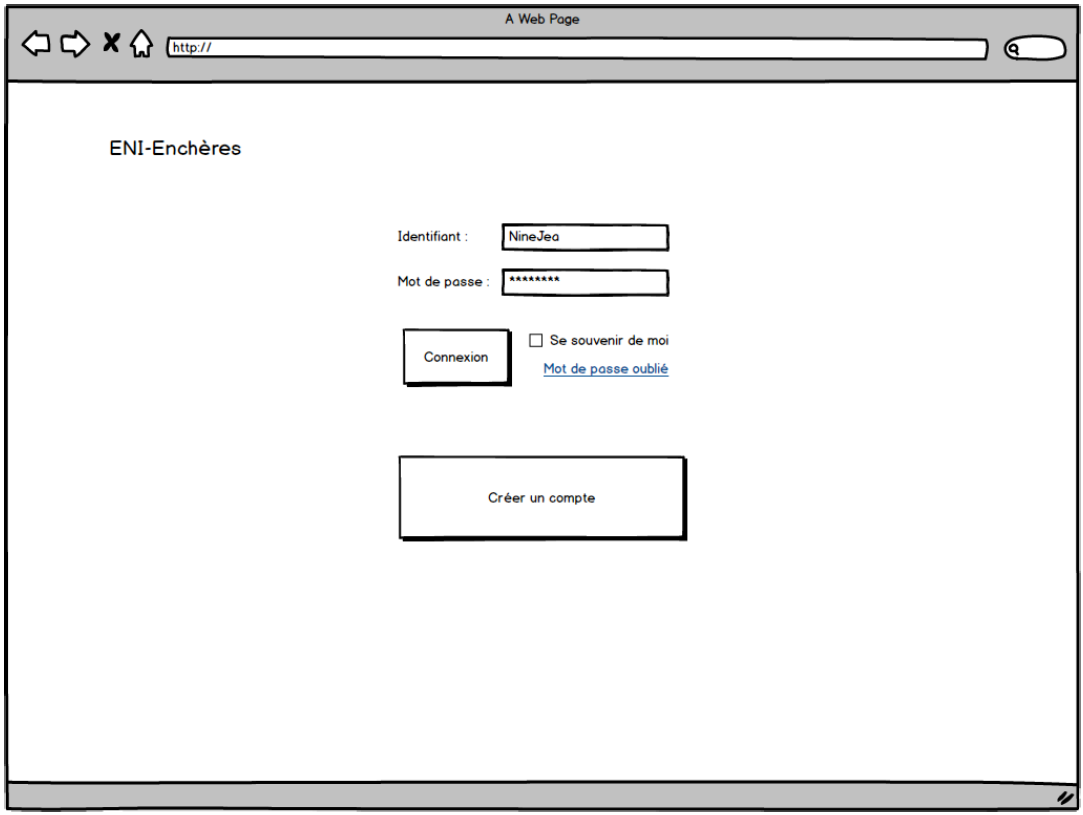 A Web Page
http://
ENI-Enchères
Identifiant :
NineJea
Mot de passe :
********
Connexion
Se souvenir de moi
Mot de passe oublié
Créer un compte